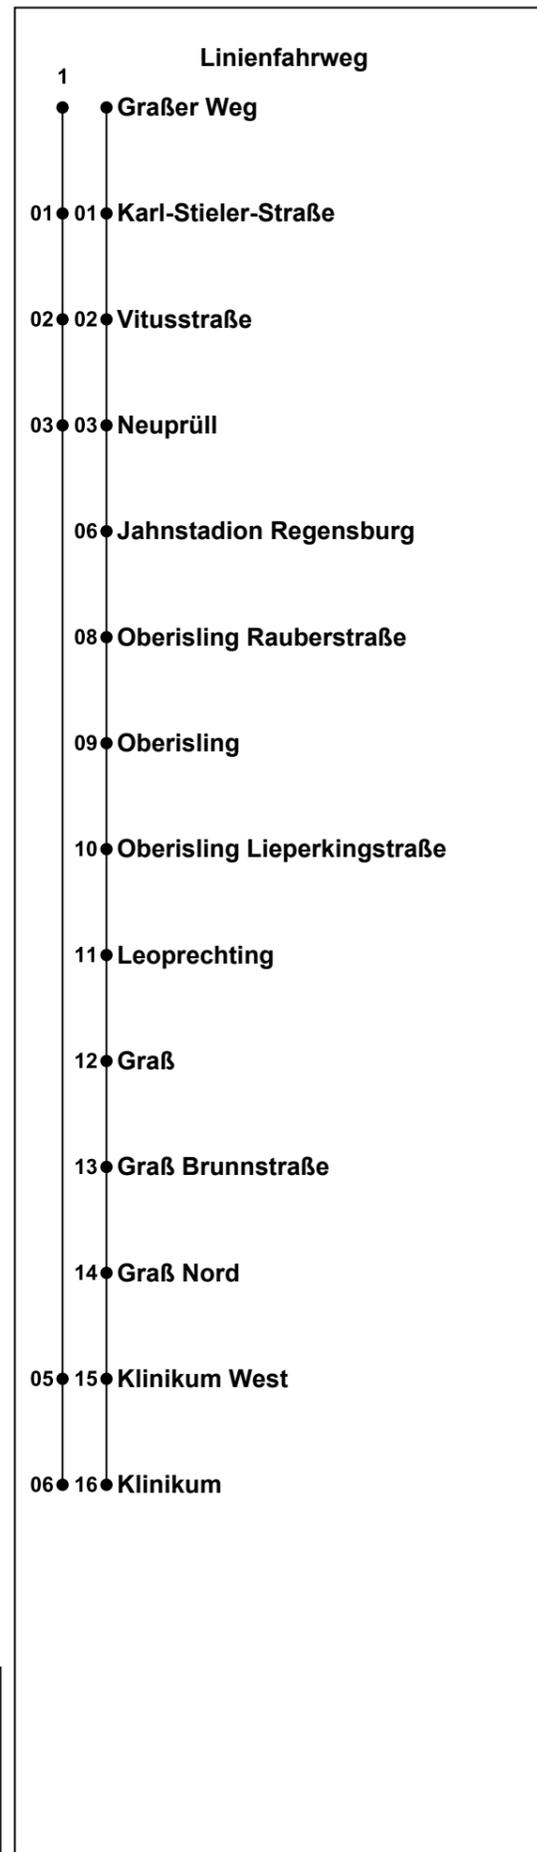 Linienfahrweg
1
Graßer Weg
01 01 Karl-Stieler-Straße
02 02 Vitusstraße
03 03 Neuprüll
06 Jahnstadion Regensburg
08 Oberisling Rauberstraße
09 Oberisling
10 Oberisling Lieperkingstraße
11 Leoprechting
12 Graß
13 Graß Brunnstraße
14 Graß Nord
05 15 Klinikum West
06 16 Klinikum